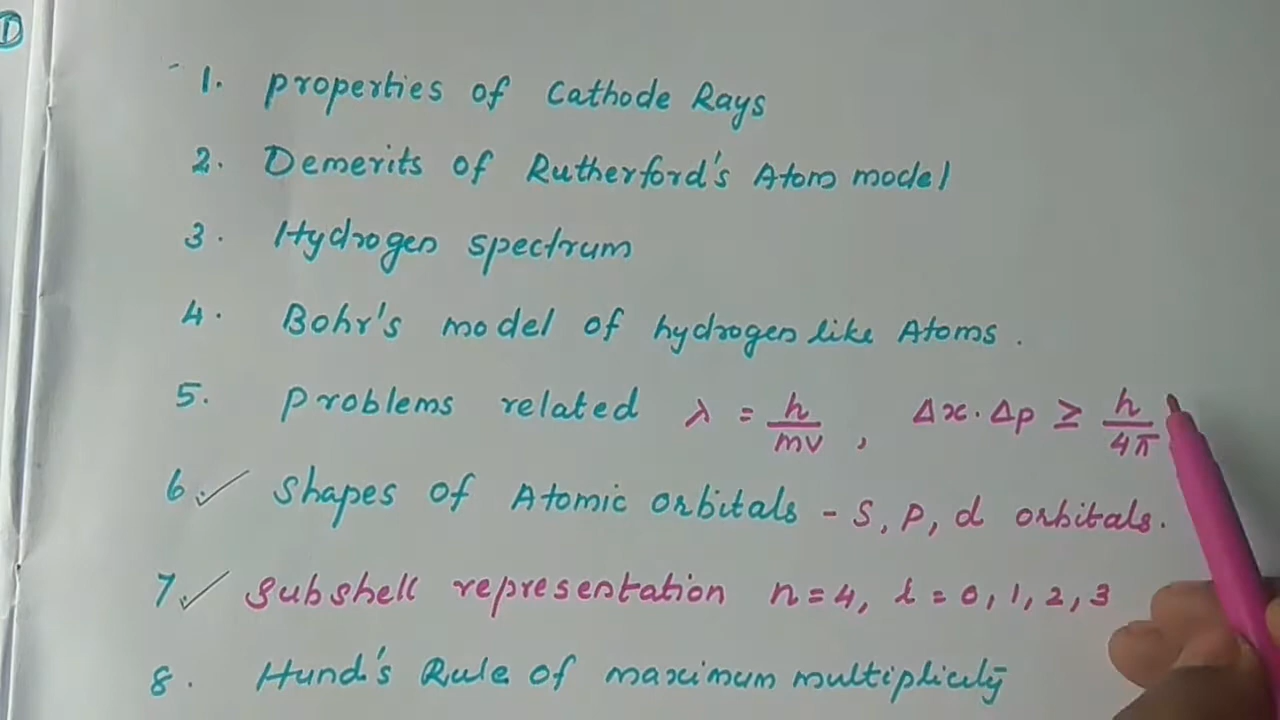 ①
1. Properties of Cathode Rays
2. Demerits of Rutherford's Atom model
3. Hydrogen spectrum
4. Bohr's model of hydrogen like Atoms.
5. Problems related λ = h/mv, Δx·Δp ≥ h/4π
6. ✓ Shapes of Atomic orbitals - s, p, d orbitals.
7 ✓ Subshell representation n=4, l=0,1,2,3
8. Hund's Rule of maximum multiplicity